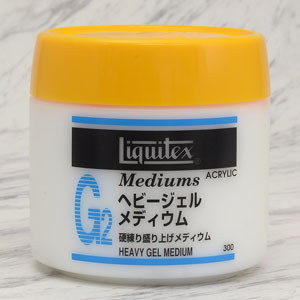 Liquitex
Mediums ACRYLIC
G2
ヘビージェル
メディウム
硬練り盛り上げメディウム
HEAVY GEL MEDIUM 300